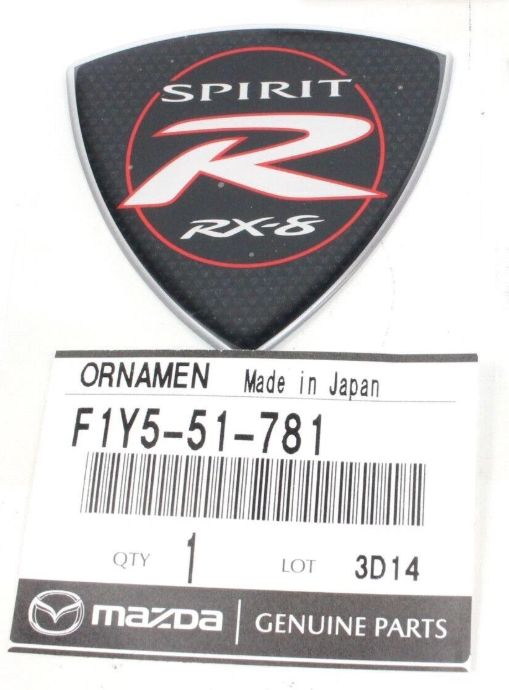 SPIRIT
R
RX-8
ORNAMEN Made in Japan
F1Y5-51-781
QTY 1 LOT 3D14
mazda GENUINE PARTS